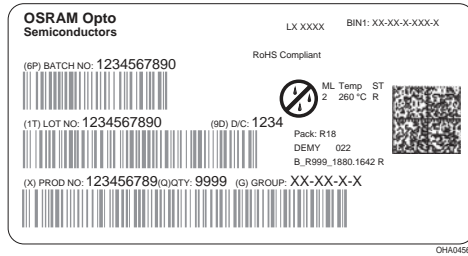 OSRAM Opto
Semiconductors
LX XXXX
BIN1: XX-XX-X-XXX-X
RoHS Compliant
(6P) BATCH NO: 1234567890
ML Temp ST
2 260 °C R
(1T) LOT NO: 1234567890
(9D) D/C: 1234
Pack: R18
DEMY 022
B_R999_1880.1642 R
(X) PROD NO: 123456789(Q)QTY: 9999 (G) GROUP: XX-XX-X-X
OHA04563